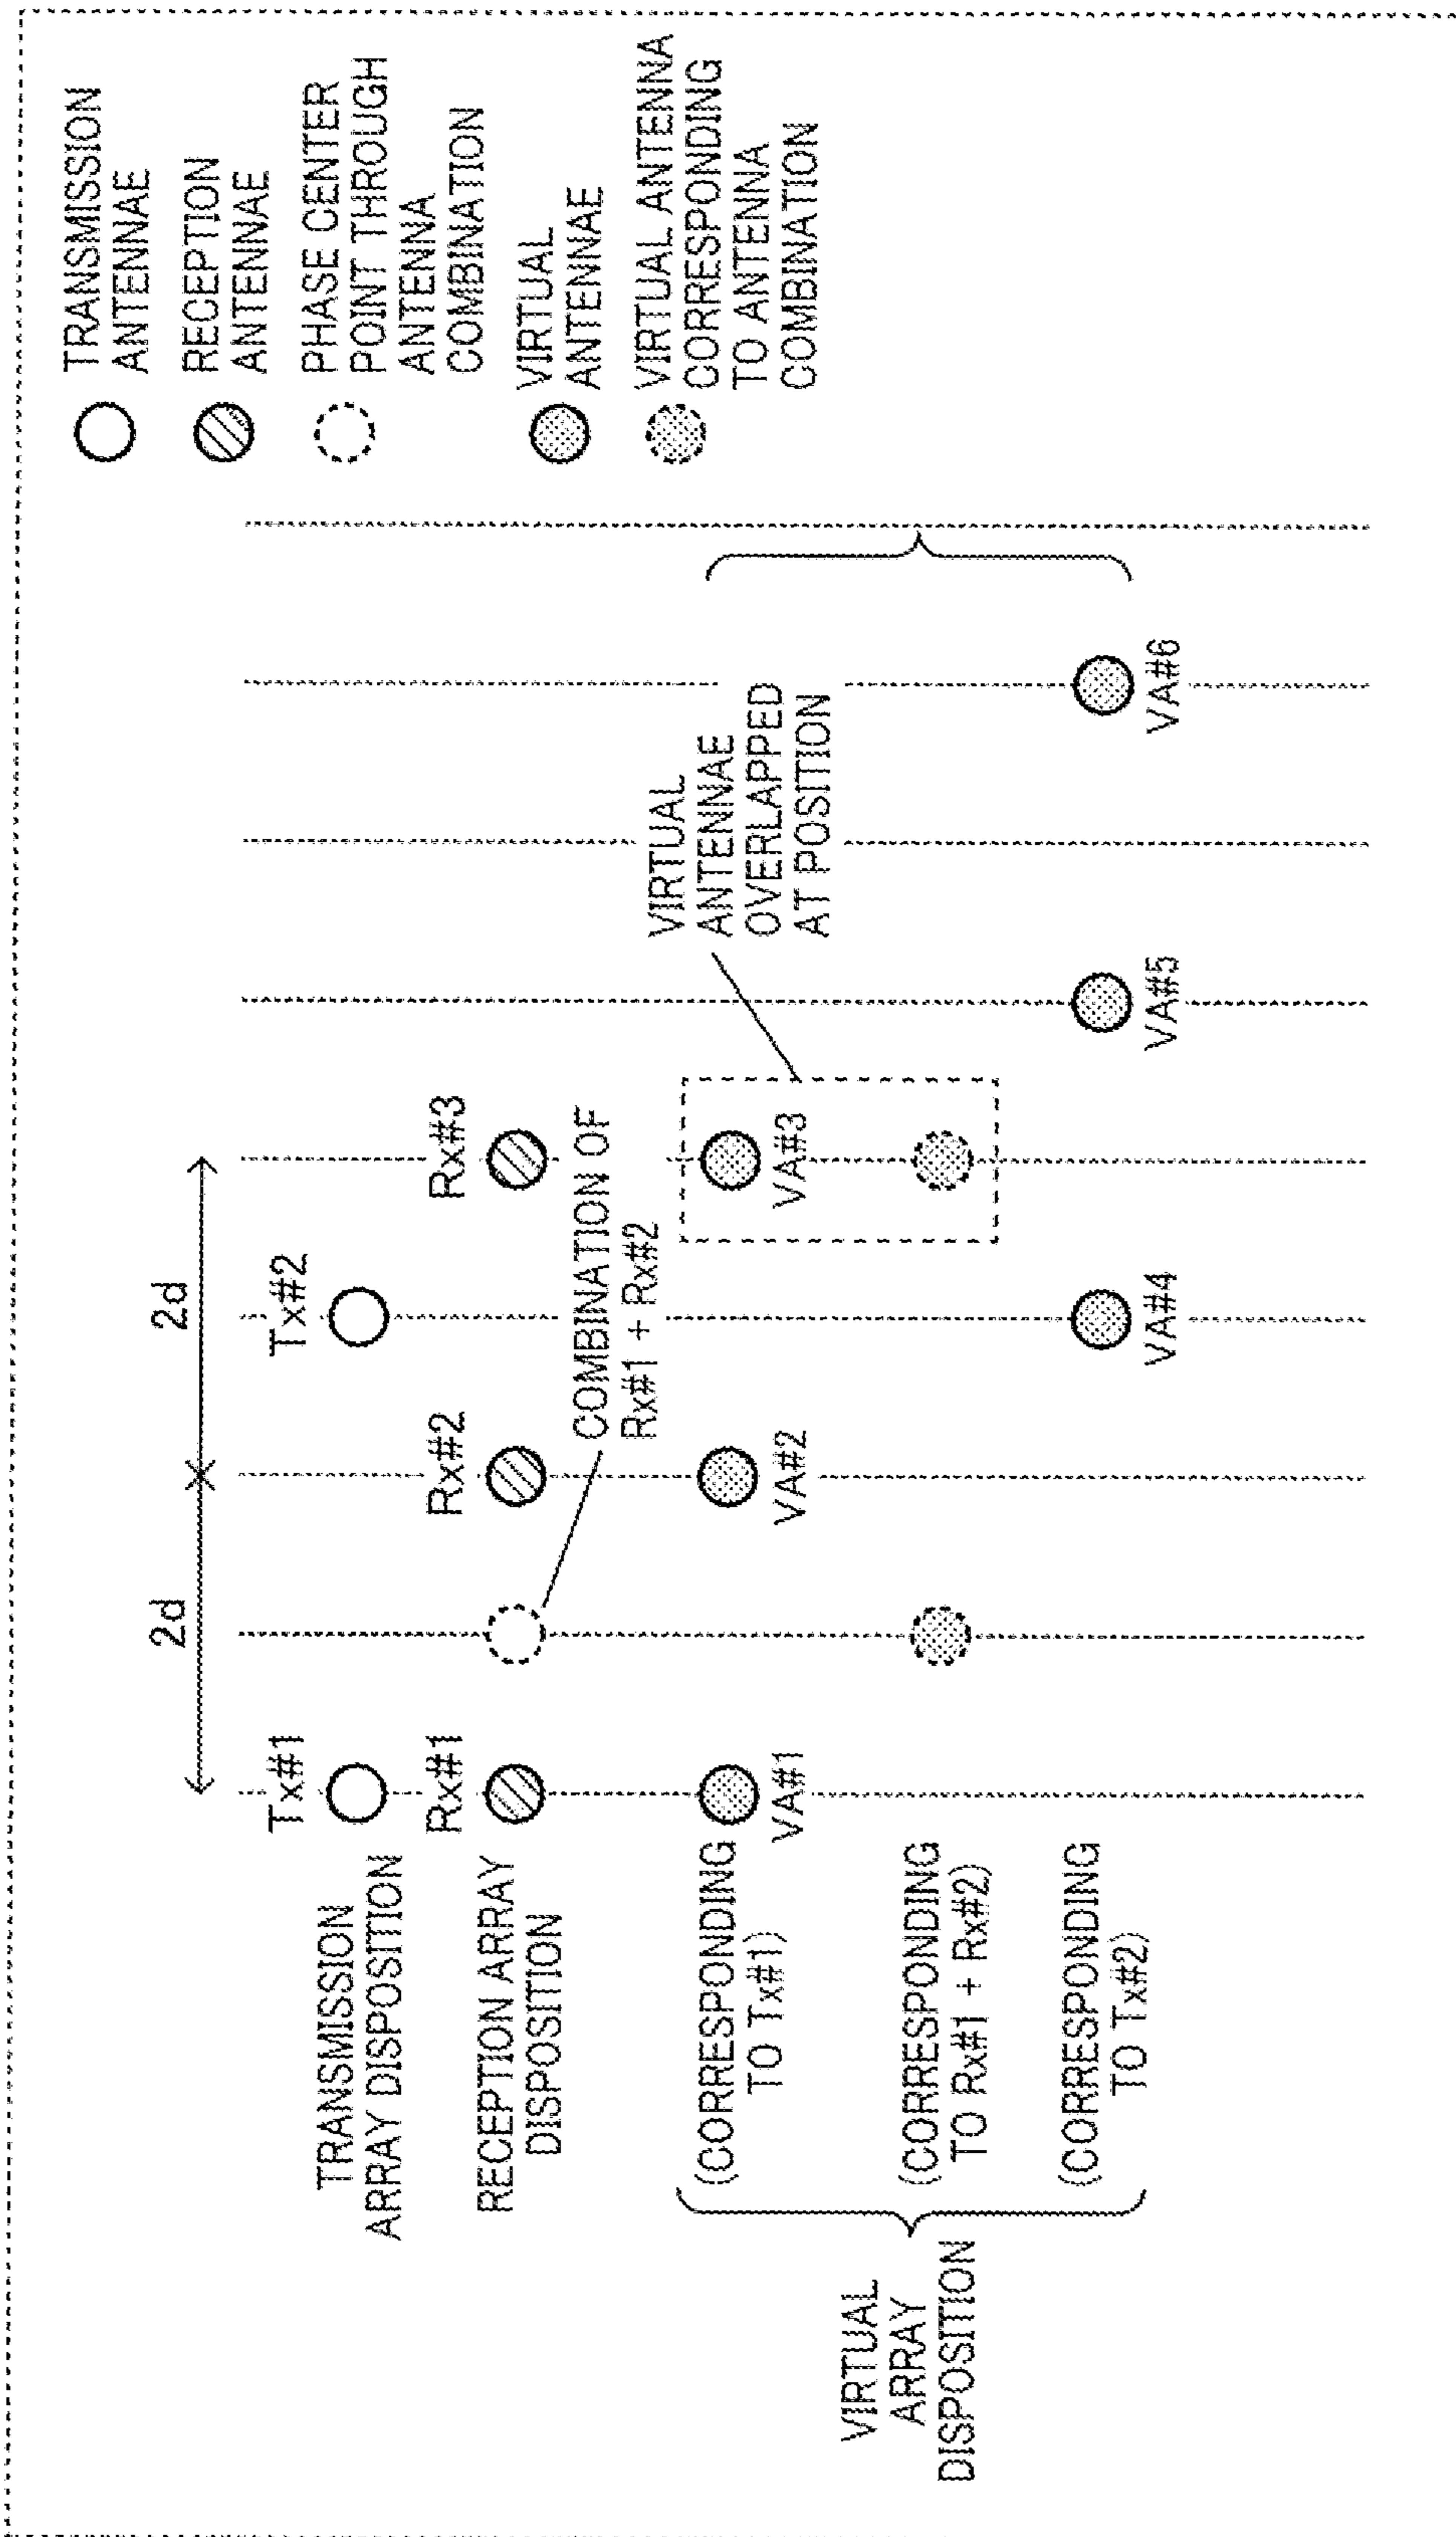 2d
2d
Tx#1
Tx#2
TRANSMISSION
ARRAY DISPOSITION
Rx#1
Rx#2
Rx#3
RECEPTION ARRAY
DISPOSITION
COMBINATION OF
Rx#1 + Rx#2
VIRTUAL
ANTENNAE
OVERLAPPED
AT POSITION
(CORRESPONDING
TO Tx#1)
VA#1
VA#2
VA#3
(CORRESPONDING
TO Rx#1 + Rx#2)
(CORRESPONDING
TO Tx#2)
VA#4
VA#5
VA#6
VIRTUAL
ARRAY
DISPOSITION
TRANSMISSION
ANTENNAE
RECEPTION
ANTENNAE
PHASE CENTER
POINT THROUGH
ANTENNA
COMBINATION
VIRTUAL
ANTENNAE
VIRTUAL ANTENNA
CORRESPONDING
TO ANTENNA
COMBINATION